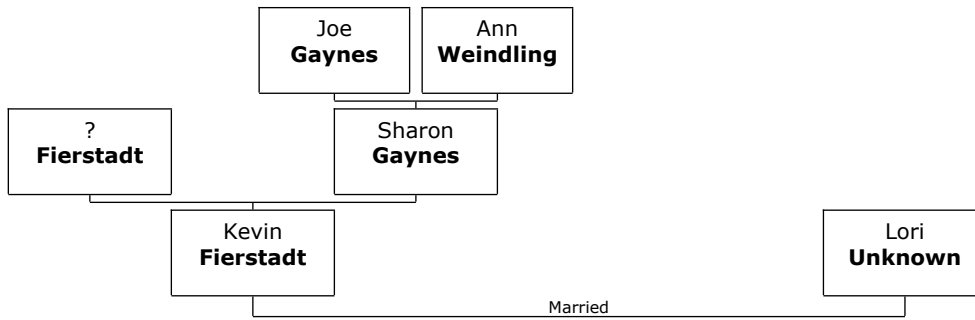 Joe
Gaynes
Ann
Weindling
?
Fierstadt
Sharon
Gaynes
Kevin
Fierstadt
Lori
Unknown
Married